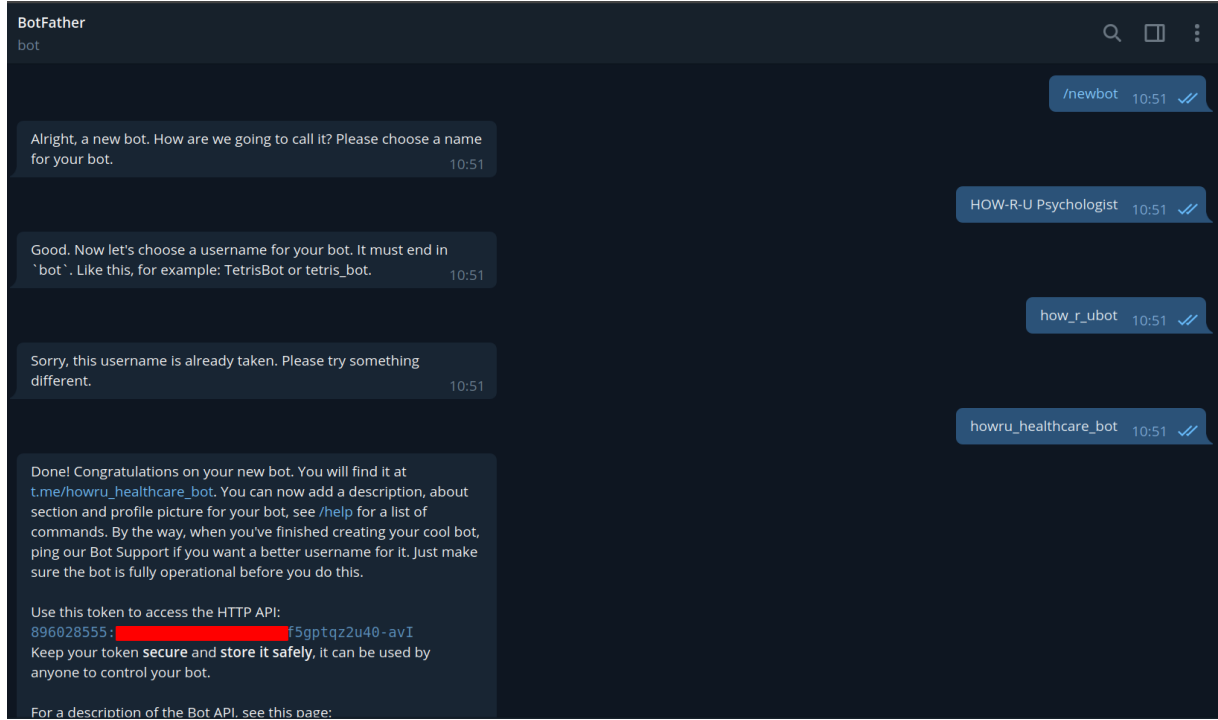 BotFather
bot
/newbot 10:51
Alright, a new bot. How are we going to call it? Please choose a name
for your bot.
10:51
HOW-R-U Psychologist 10:51
Good. Now let's choose a username for your bot. It must end in
`bot`. Like this, for example: TetrisBot or tetris_bot.
10:51
how_r_ubot 10:51
Sorry, this username is already taken. Please try something
different.
10:51
howru_healthcare_bot 10:51
Done! Congratulations on your new bot. You will find it at
t.me/howru_healthcare_bot. You can now add a description, about
section and profile picture for your bot, see /help for a list of
commands. By the way, when you've finished creating your cool bot,
ping our Bot Support if you want a better username for it. Just make
sure the bot is fully operational before you do this.
Use this token to access the HTTP API:
896028555: f5gptqz2u40-avI
Keep your token secure and store it safely, it can be used by
anyone to control your bot.
For a description of the Bot API, see this page: